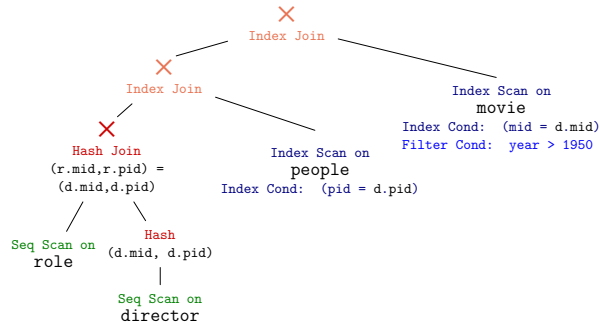 Index Join
Index Join
Index Scan on
movie
Index Cond: (mid = d.mid)
Filter Cond: year > 1950
Hash Join
(r.mid,r.pid) =
(d.mid,d.pid)
Index Scan on
people
Index Cond: (pid = d.pid)
Seq Scan on
role
Hash
(d.mid, d.pid)
Seq Scan on
director